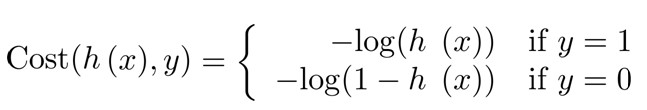 Cost(h (x), y) = { −log(h (x)) if y = 1
−log(1 − h (x)) if y = 0